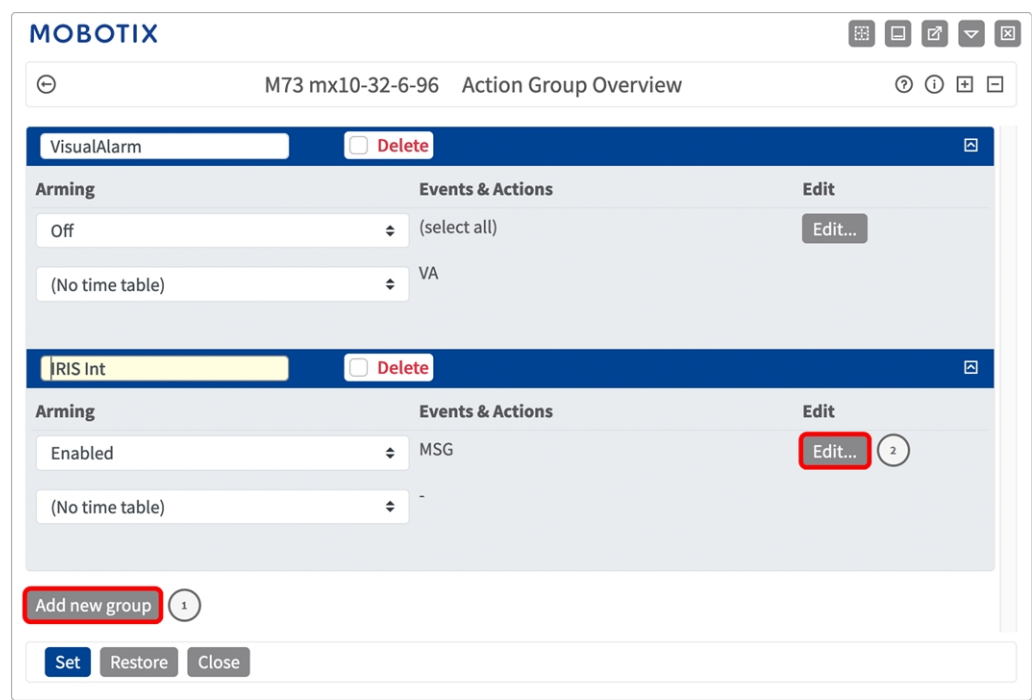 MOBOTIX
M73 mx10-32-6-96 Action Group Overview
VisualAlarm Delete
Arming Events & Actions Edit
Off (select all) Edit...
(No time table) VA
IRIS Int Delete
Arming Events & Actions Edit
Enabled MSG Edit... 2
(No time table) -
Add new group 1
Set Restore Close